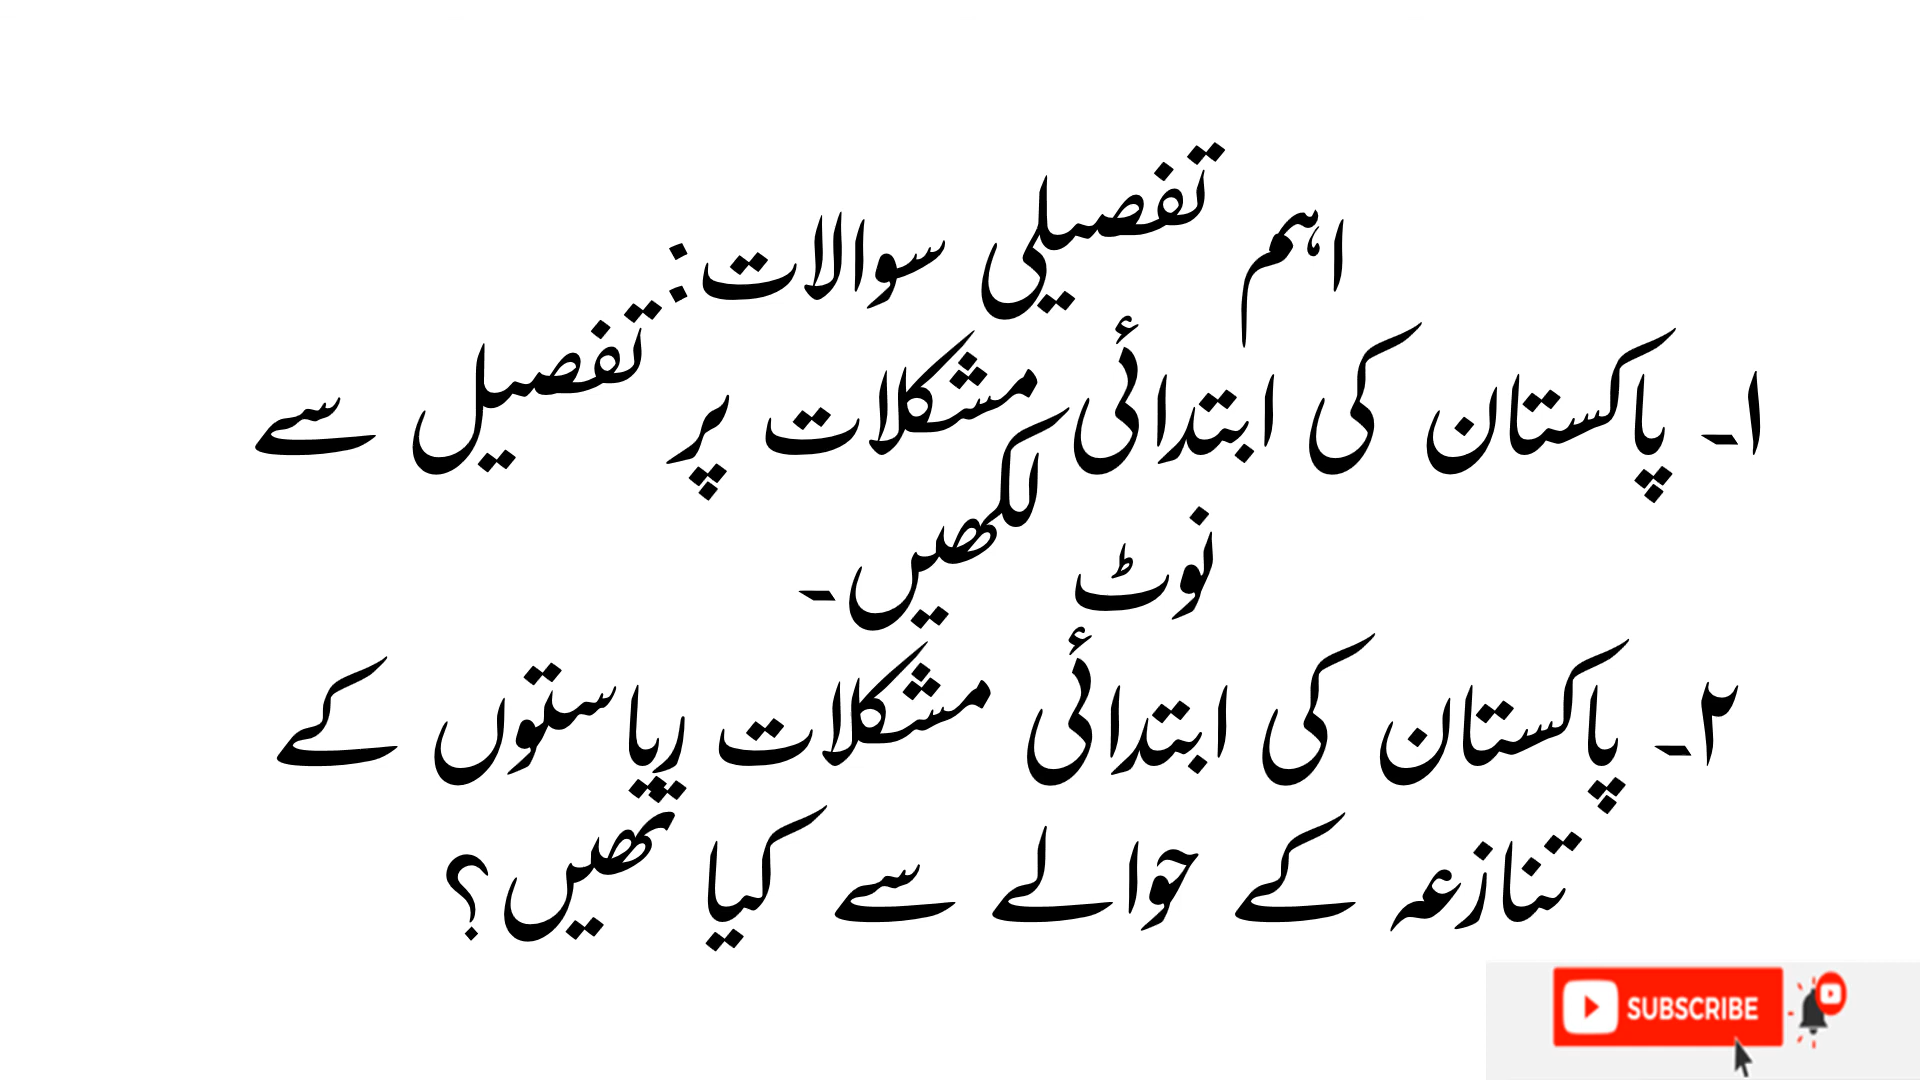 اہم تفصیلی سوالات:
۱۔ پاکستان کی ابتدائی مشکلات پر تفصیل سے
نوٹ لکھیں۔
۲۔ پاکستان کی ابتدائی مشکلات ریاستوں کے
تنازعہ کے حوالے سے کیا تھیں؟
SUBSCRIBE